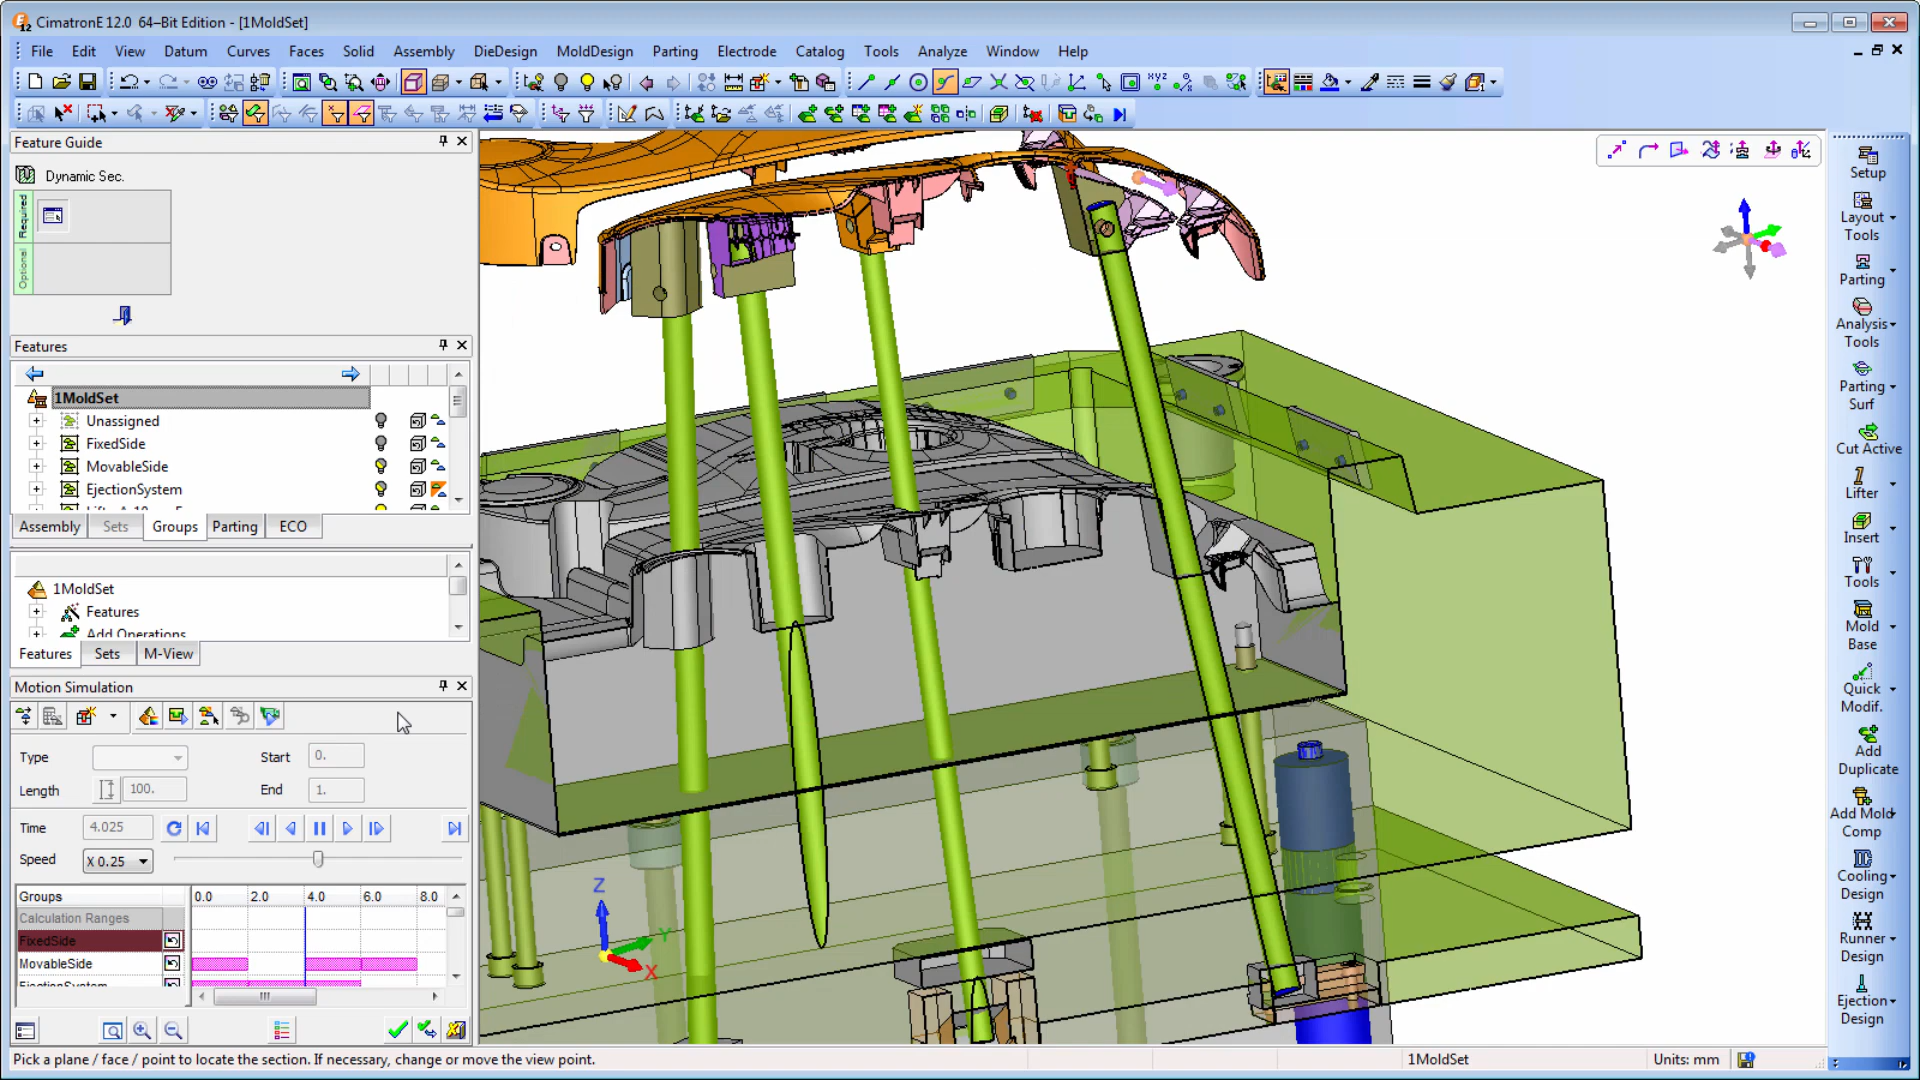 CimatronE 12.0  64–Bit Edition - [1MoldSet]
File Edit View Datum Curves Faces Solid Assembly DieDesign MoldDesign Parting Electrode Catalog Tools Analyze Window Help
Feature Guide
Dynamic Sec.
Required
Optional
Features
1MoldSet
Unassigned
FixedSide
MovableSide
EjectionSystem
Assembly Sets Groups Parting ECO
1MoldSet
Features
Add Operations
Features Sets M-View
Motion Simulation
Type Start 0.
Length 100. End 1.
Time 4.025
Speed X 0.25
Groups 0.0 2.0 4.0 6.0 8.0
Calculation Ranges
FixedSide
MovableSide
EjectionSystem
Z
Y
X
Setup
Layout
Tools
Parting
Analysis
Tools
Parting
Surf
Cut Active
Lifter
Insert
Tools
Mold
Base
Quick
Modif.
Add
Duplicate
Add Mold
Comp
Cooling
Design
Runner
Design
Ejection
Design
Pick a plane / face / point to locate the section. If necessary, change or move the view point. 1MoldSet Units: mm